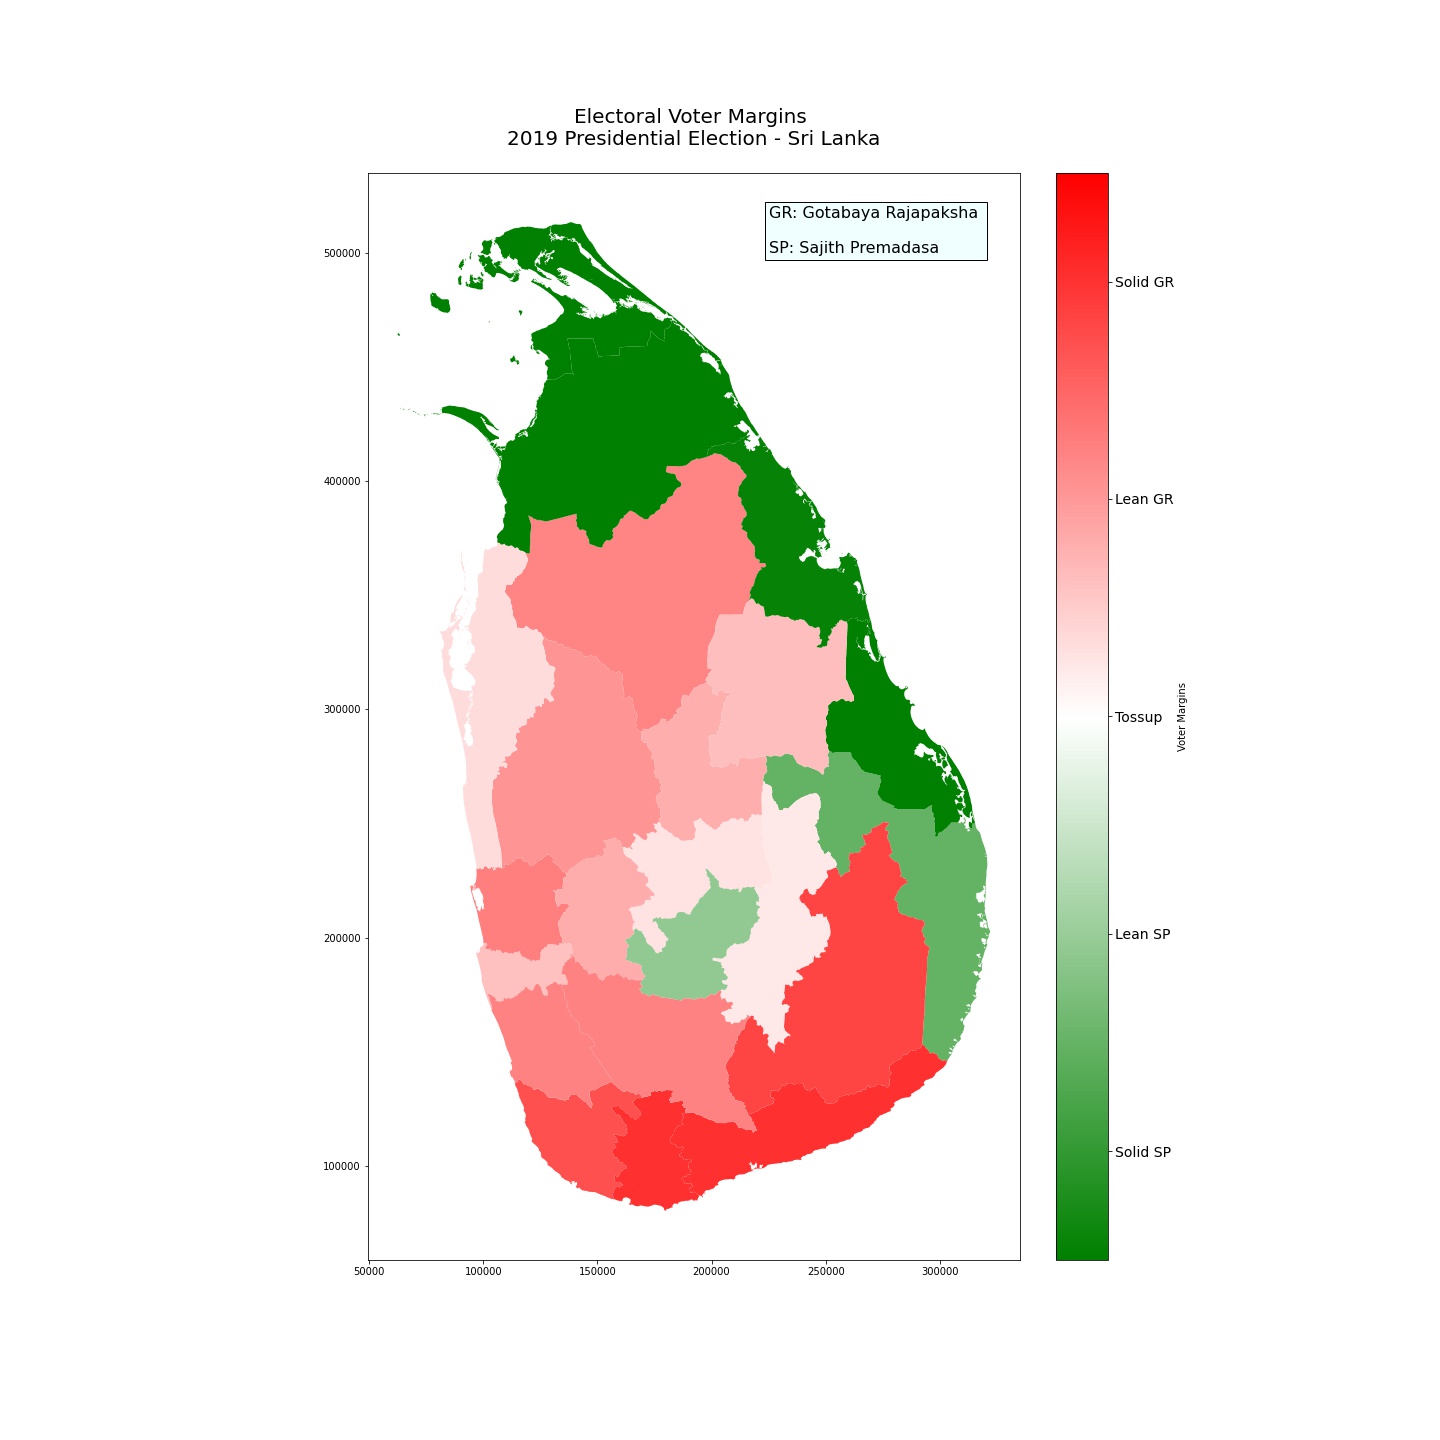 Electoral Voter Margins
2019 Presidential Election - Sri Lanka
GR: Gotabaya Rajapaksha
SP: Sajith Premadasa
500000
400000
300000
200000
100000
50000
100000
150000
200000
250000
300000
Solid GR
Lean GR
Tossup
Lean SP
Solid SP
Voter Margins